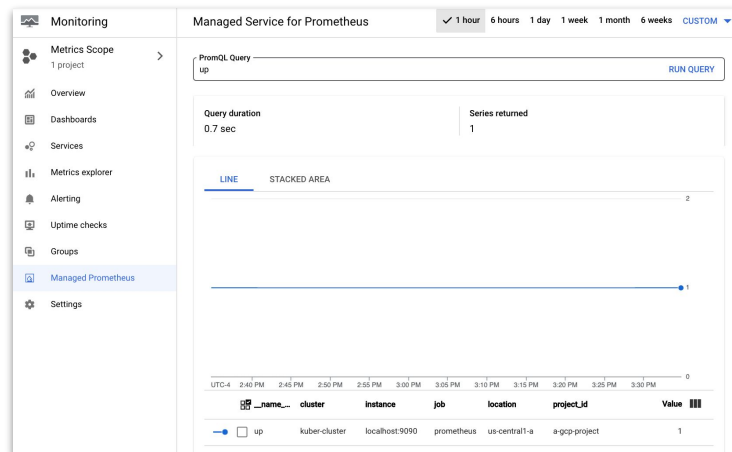 Monitoring
Managed Service for Prometheus
1 hour 6 hours 1 day 1 week 1 month 6 weeks CUSTOM
Metrics Scope
1 project
Overview
Dashboards
Services
Metrics explorer
Alerting
Uptime checks
Groups
Managed Prometheus
Settings
PromQL Query
up
RUN QUERY
Query duration
0.7 sec
Series returned
1
LINE STACKED AREA
2
1
0
UTC-4 2:40 PM 2:45 PM 2:50 PM 2:55 PM 3:00 PM 3:05 PM 3:10 PM 3:15 PM 3:20 PM 3:25 PM 3:30 PM
__name_... cluster instance job location project_id Value
up kuber-cluster localhost:9090 prometheus us-central1-a a-gcp-project 1